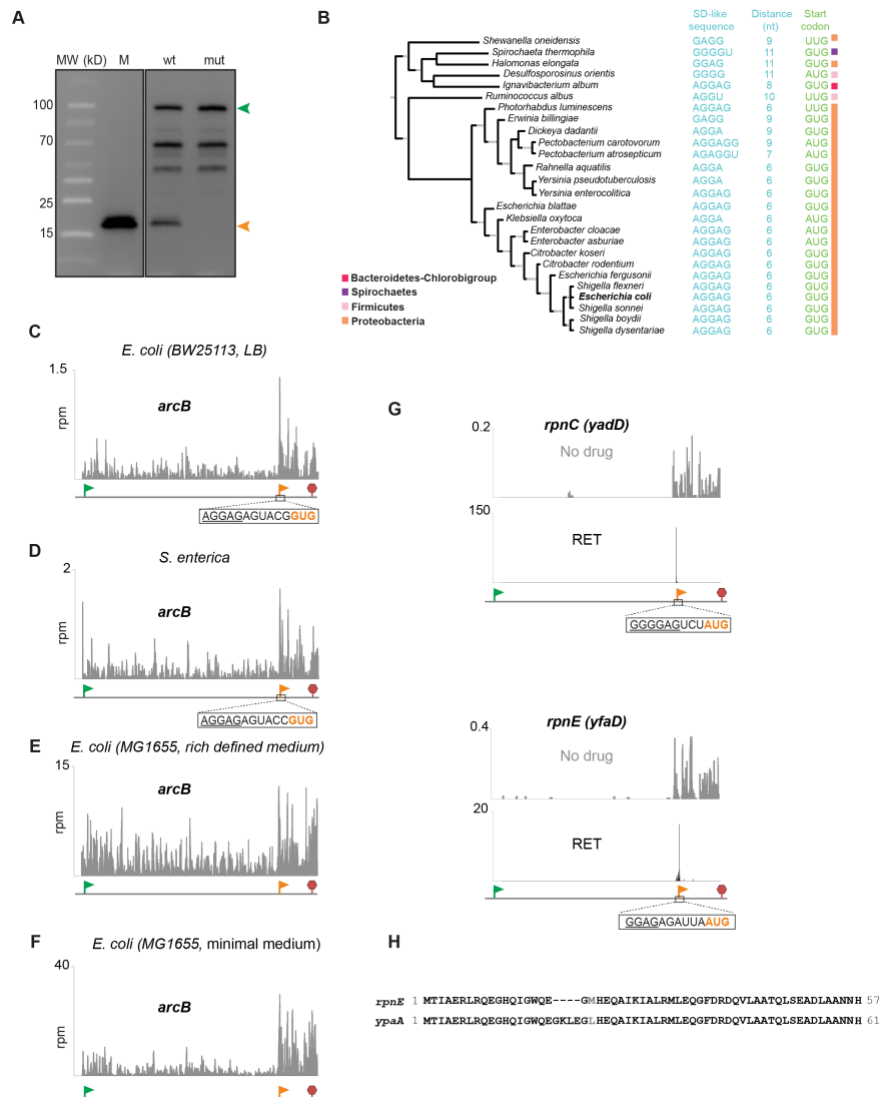 A
MW (kD) M wt mut
100
70
25
15
B
SD-like sequence Distance (nt) Start codon
Shewanella oneidensis GAGG 9 UUG
Spirochaeta thermophila GGGGU 11 GUG
Halomonas elongata GGAG 11 GUG
Desulfosporosinus orientis GGGG 11 AUG
Ignavibacterium album AGGAG 8 GUG
Ruminococcus albus AGGU 10 UUG
Photorhabdus luminescens AGGAG 6 UUG
Erwinia billingiae GAGG 9 GUG
Dickeya dadantii AGGA 9 GUG
Pectobacterium carotovorum AGGAGG 9 AUG
Pectobacterium atrosepticum AGAGGU 7 AUG
Rahnella aquatilis AGGA 6 GUG
Yersinia pseudotuberculosis AGGA 6 GUG
Yersinia enterocolitica AGGAG 6 GUG
Escherichia blattae AGGAG 6 GUG
Klebsiella oxytoca AGGA 6 AUG
Enterobacter cloacae AGGAG 6 AUG
Enterobacter asburiae AGGAG 6 AUG
Citrobacter koseri AGGAG 6 GUG
Citrobacter rodentium AGGAG 6 GUG
Escherichia fergusonii AGGAG 6 GUG
Shigella flexneri AGGAG 6 GUG
Escherichia coli AGGAG 6 GUG
Shigella sonnei AGGAG 6 GUG
Shigella boydii AGGAG 6 GUG
Shigella dysentariae AGGAG 6 GUG
Bacteroidetes-Chlorobigroup
Spirochaetes
Firmicutes
Proteobacteria
C
E. coli (BW25113, LB)
1.5
rpm
arcB
AGGAGAGUACGGUG
D
S. enterica
2
rpm
arcB
AGGAGAGUACCGUG
E
E. coli (MG1655, rich defined medium)
15
rpm
arcB
F
E. coli (MG1655, minimal medium)
40
rpm
arcB
G
rpnC (yadD)
0.2
No drug
150
RET
GGGGAGUCUAUG
rpnE (yfaD)
0.4
No drug
20
RET
GGAGAGAUUAAUG
H
rpnE 1 MTIAERLRQEGHQIGWQE----GMHEQAIKIALRMLEQGFDRDQVLAATQLSEADLAANNH 57
ypaA 1 MTIAERLRQEGHQIGWQEGKLEGLHEQAIKIALRMLEQGFDRDQVLAATQLSEADLAANNH 61